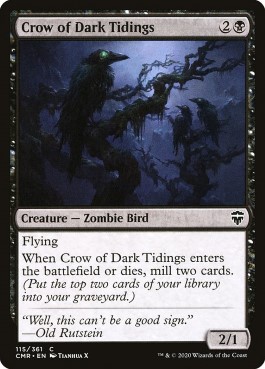 Crow of Dark Tidings 2
Creature — Zombie Bird
Flying
When Crow of Dark Tidings enters
the battlefield or dies, mill two cards.
(Put the top two cards of your library
into your graveyard.)
"Well, this can't be a good sign."
—Old Rutstein
2/1
115/361 C
CMR • EN Tianhua X
™ & © 2020 Wizards of the Coast